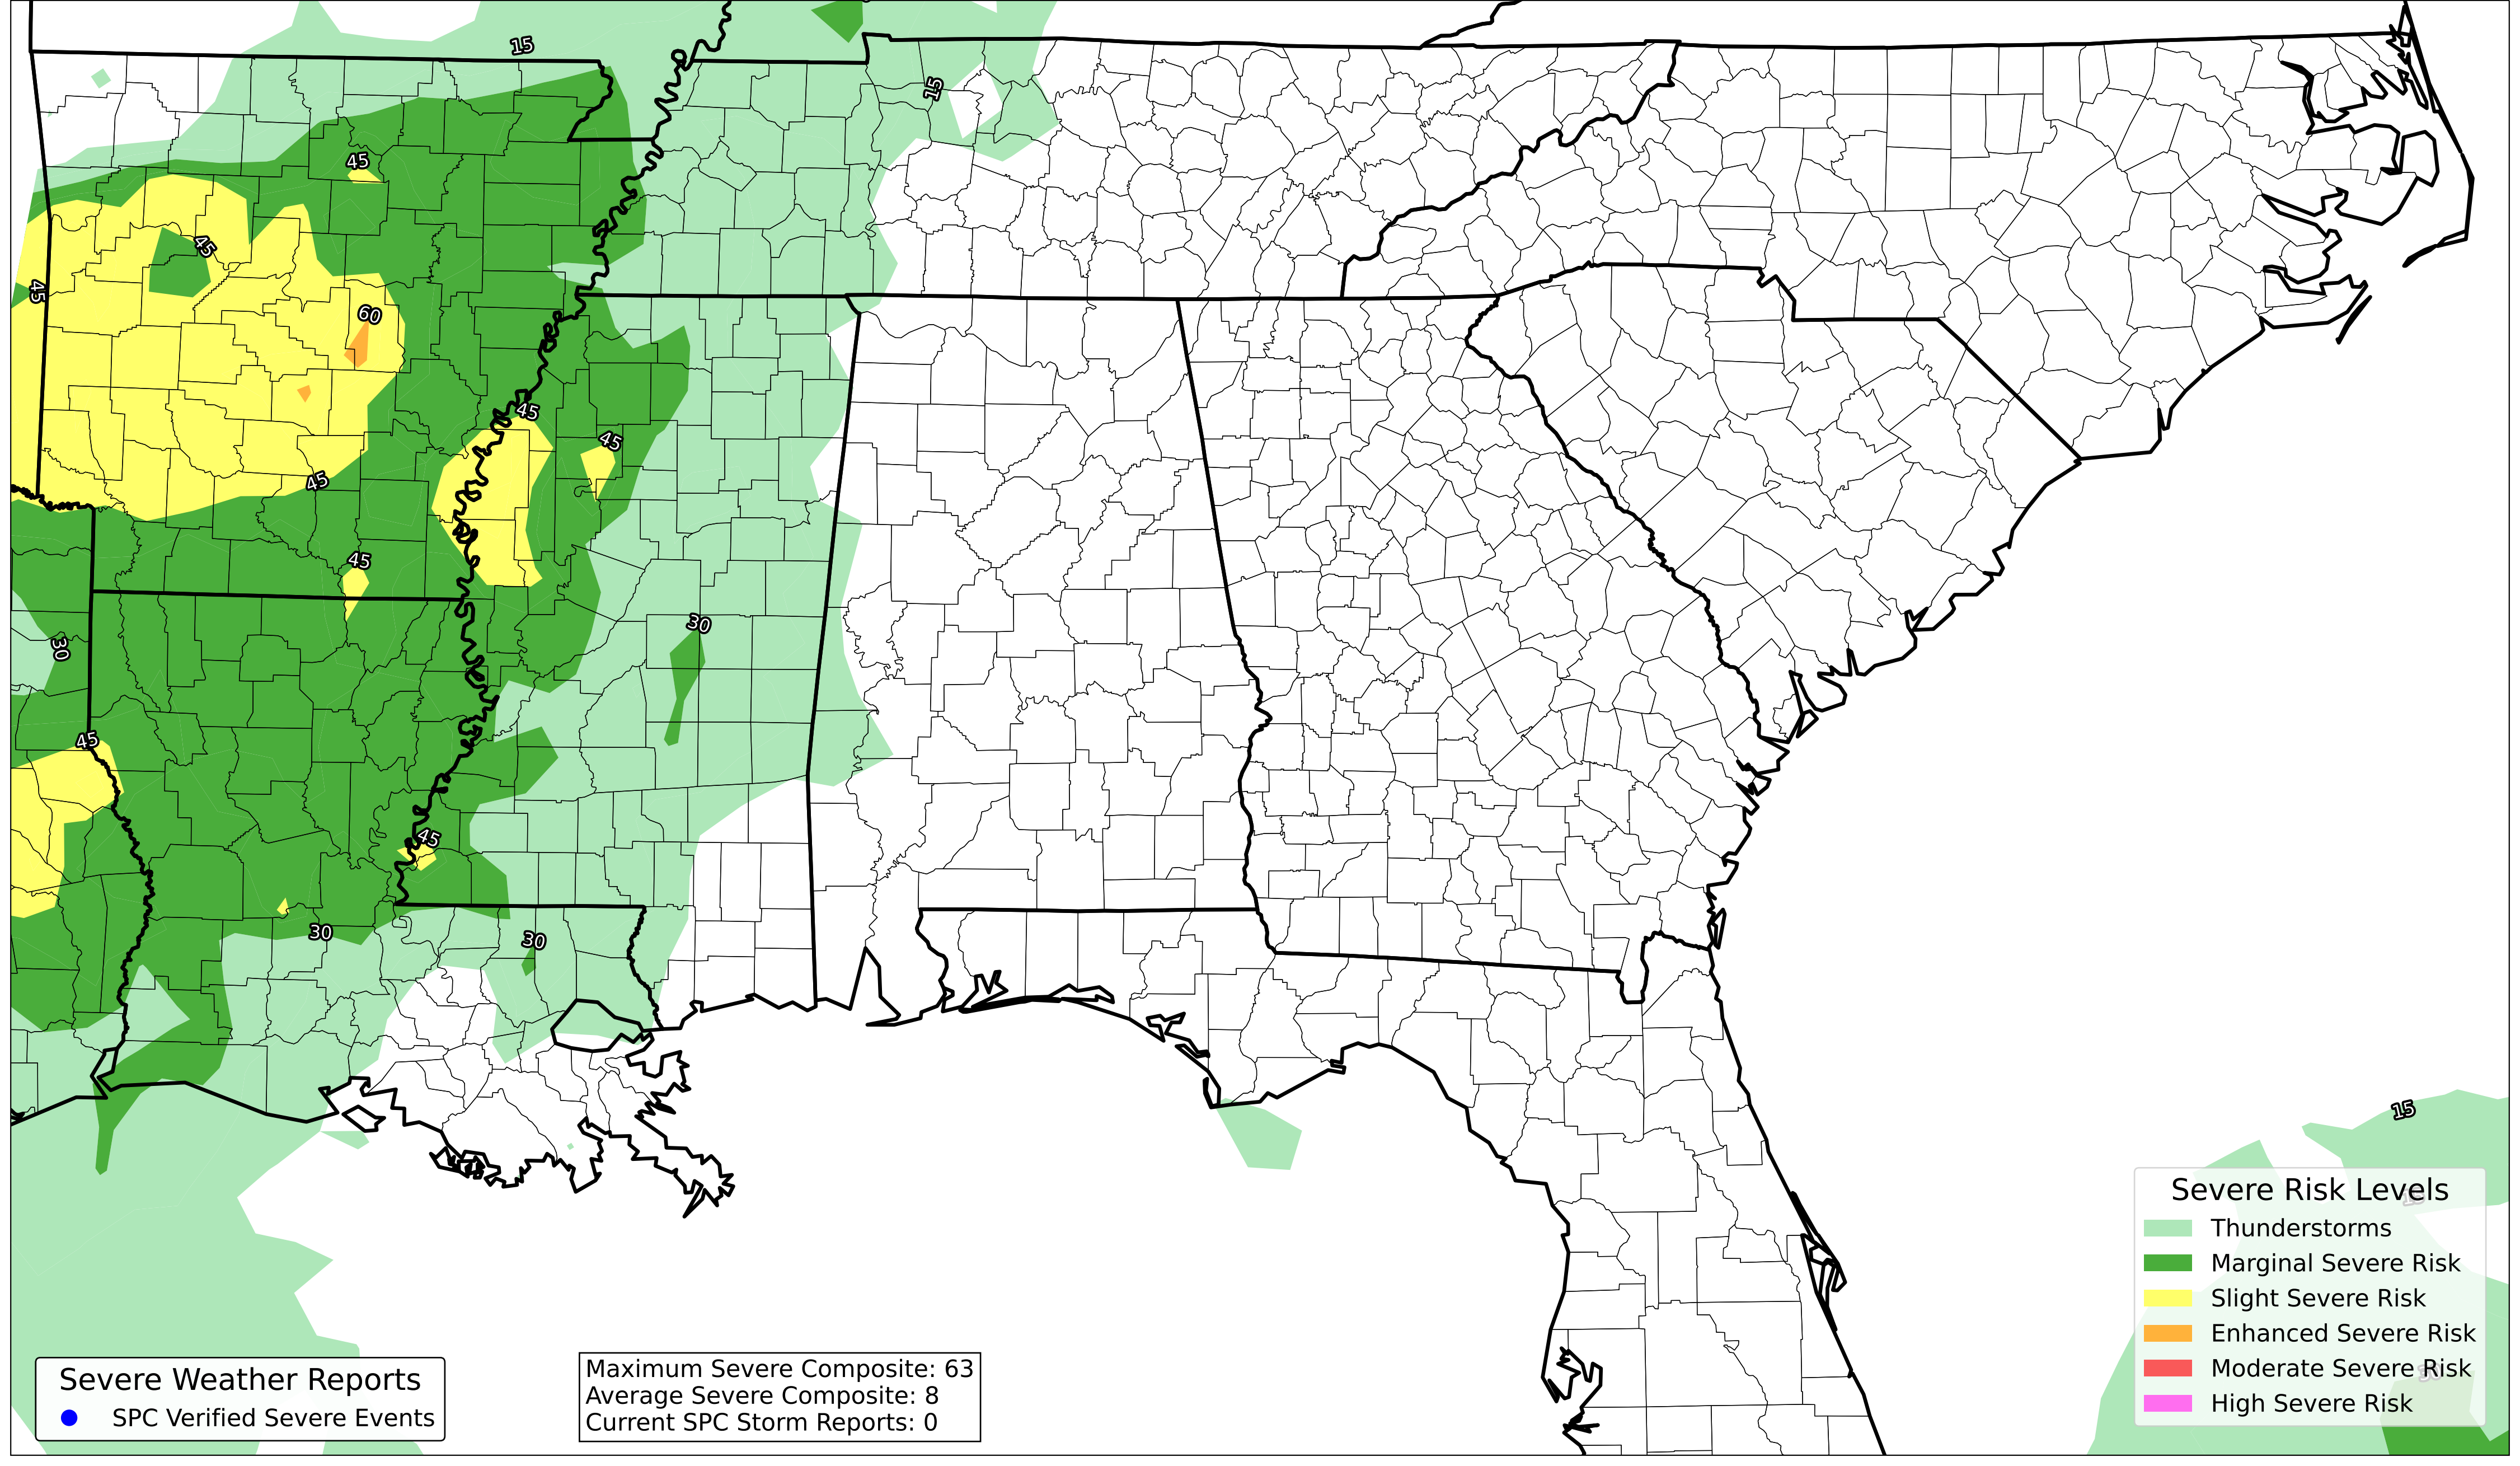 15
15
45
45
45
60
45
45
45
45
30
30
45
45
30
30
15
Severe Risk Levels
Thunderstorms
Marginal Severe Risk
Slight Severe Risk
Enhanced Severe Risk
Moderate Severe Risk
High Severe Risk
Severe Weather Reports
SPC Verified Severe Events
Maximum Severe Composite: 63
Average Severe Composite: 8
Current SPC Storm Reports: 0